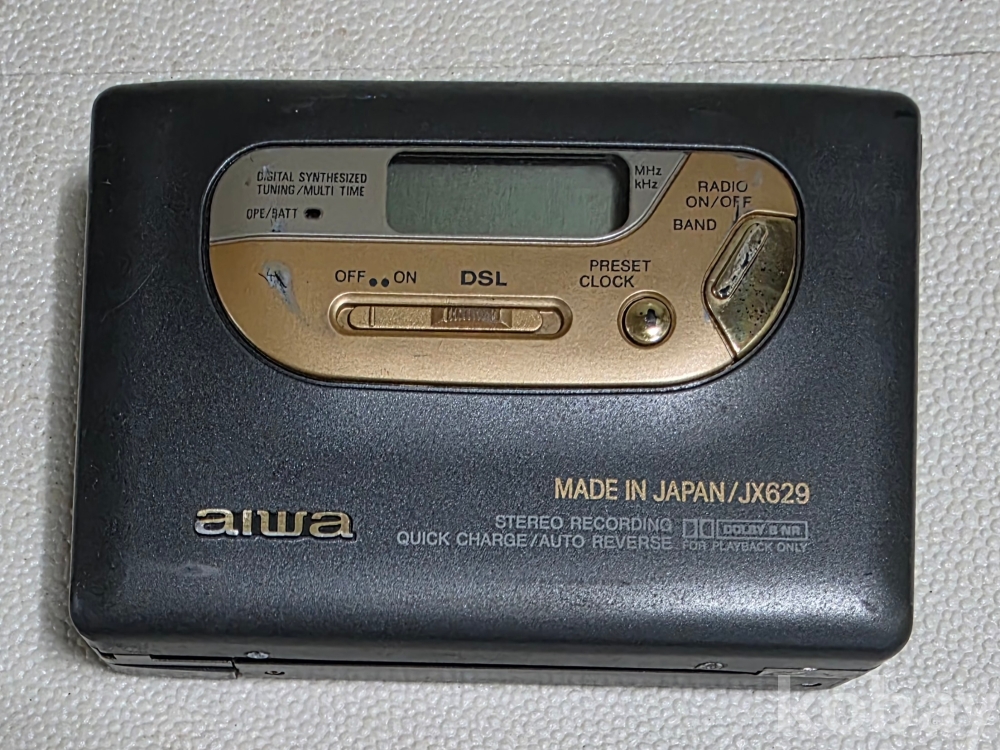 DIGITAL SYNTHESIZED
TUNING/MULTI TIME
OPE/BATT
MHz
kHz
RADIO
ON/OFF
BAND
OFF ON DSL
PRESET
CLOCK
MADE IN JAPAN/JX629
aiwa
STEREO RECORDING
DOLBY B NR
QUICK CHARGE/AUTO REVERSE
FOR PLAYBACK ONLY